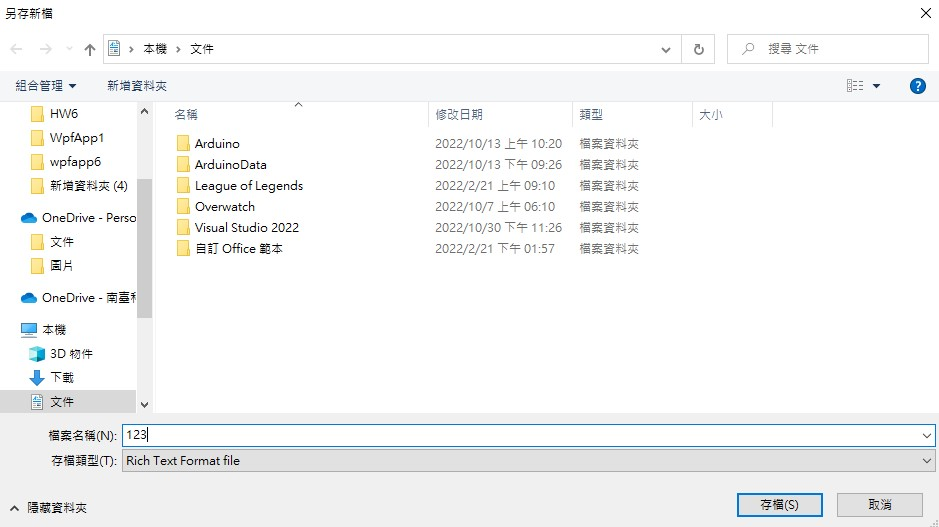 另存新檔
本機 › 文件
搜尋 文件
組合管理
新增資料夾
HW6
WpfApp1
wpfapp6
新增資料夾 (4)
OneDrive - Perso
文件
圖片
OneDrive - 南臺科
本機
3D 物件
下載
文件
名稱 修改日期 類型 大小
Arduino 2022/10/13 上午 10:20 檔案資料夾
ArduinoData 2022/10/13 下午 09:26 檔案資料夾
League of Legends 2022/2/21 上午 09:10 檔案資料夾
Overwatch 2022/10/7 上午 06:10 檔案資料夾
Visual Studio 2022 2022/10/30 下午 11:26 檔案資料夾
自訂 Office 範本 2022/2/21 下午 01:57 檔案資料夾
檔案名稱(N): 123
存檔類型(T): Rich Text Format file
隱藏資料夾
存檔(S)
取消